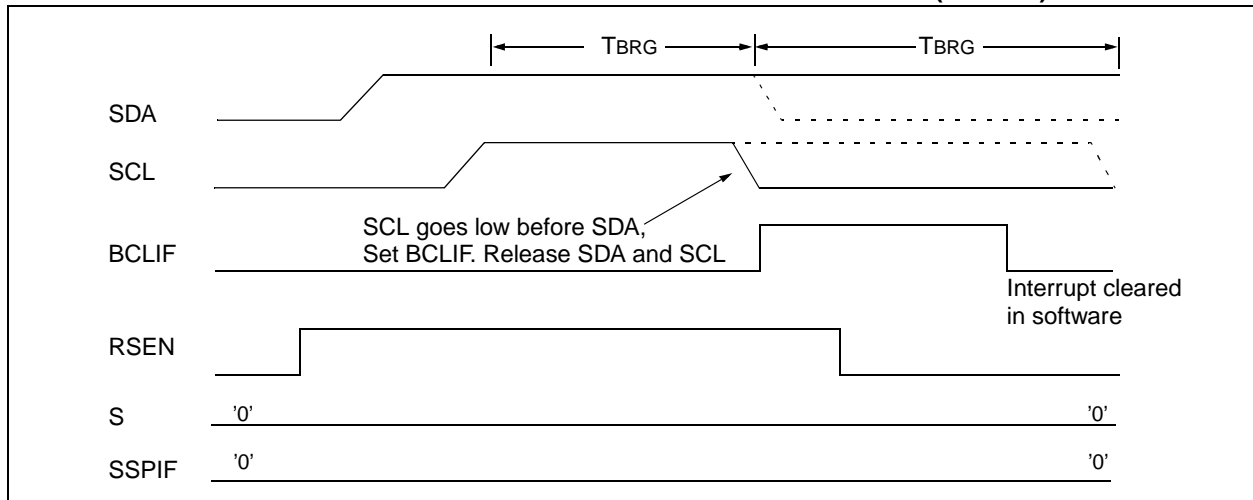 TBRG TBRG
SDA
SCL
SCL goes low before SDA,
Set BCLIF. Release SDA and SCL
BCLIF
Interrupt cleared
in software
RSEN
S '0' '0'
SSPIF '0' '0'